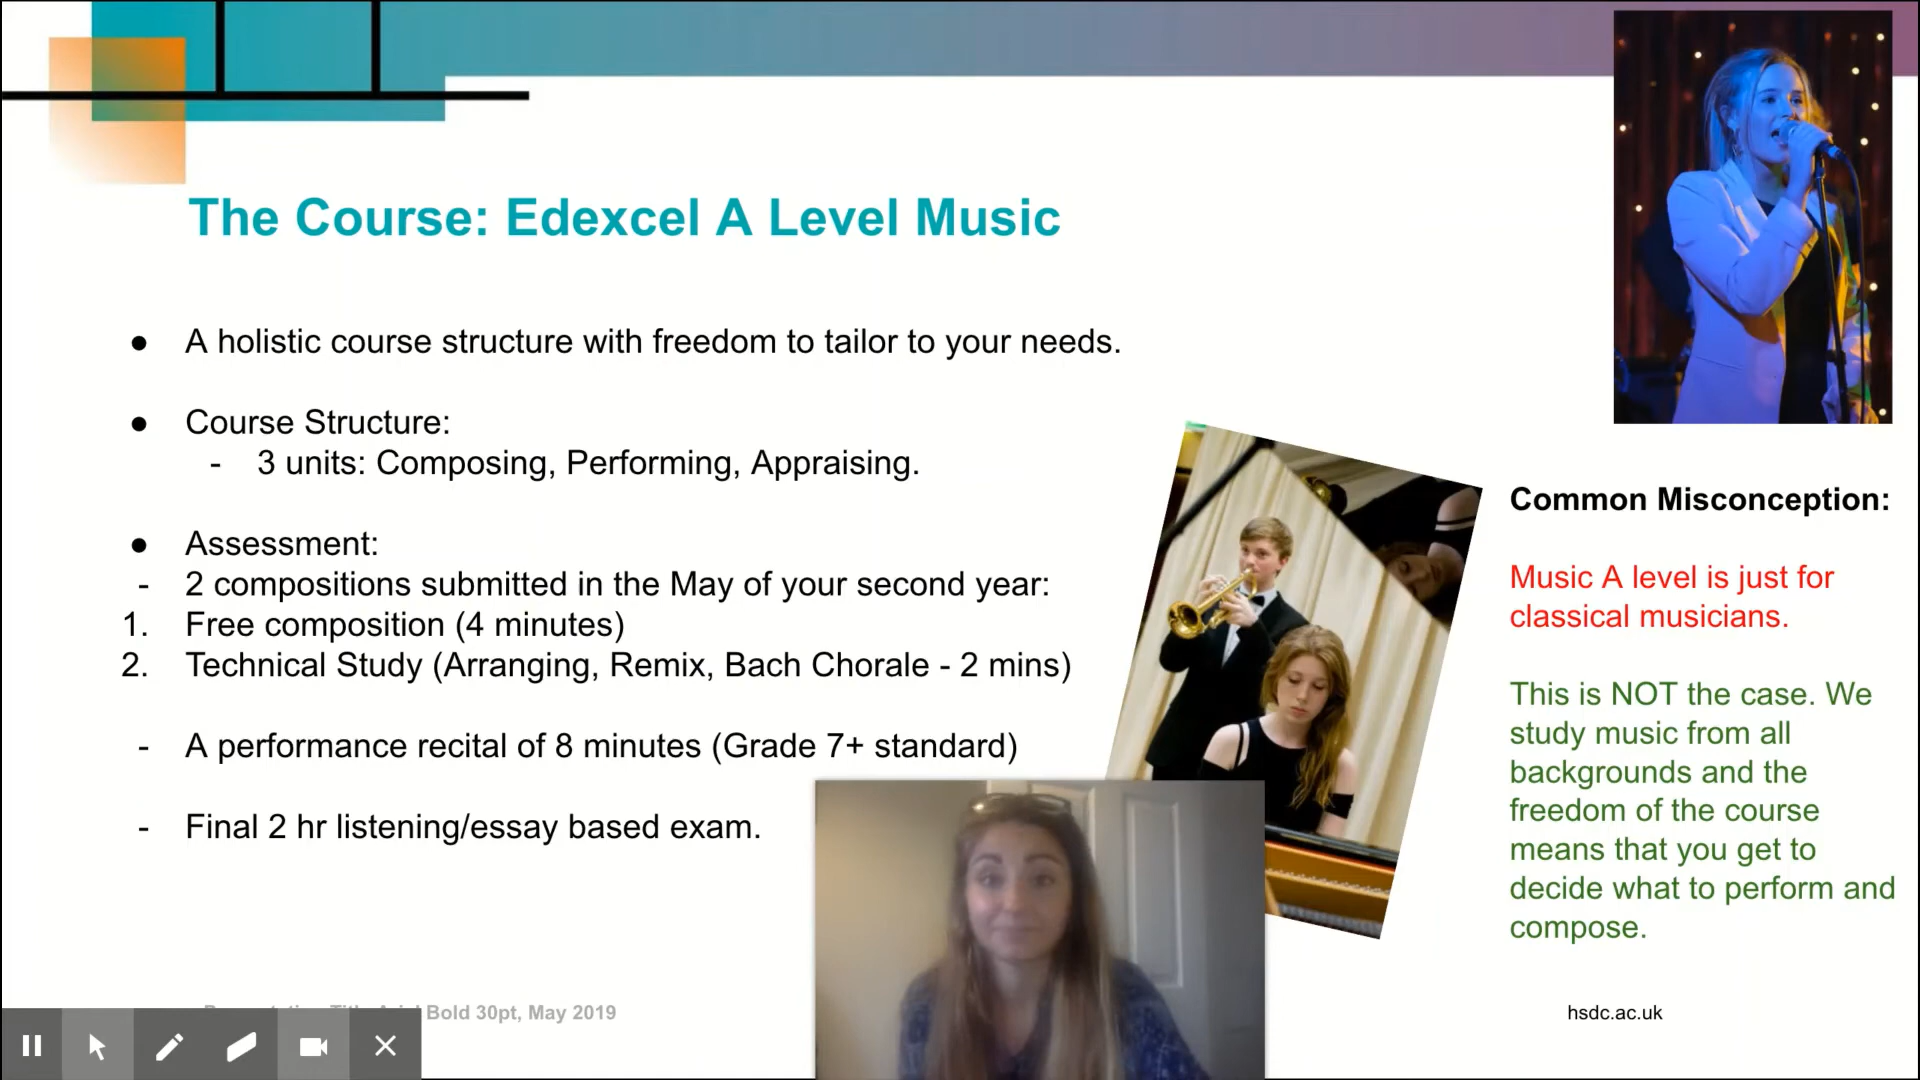 The Course: Edexcel A Level Music
● A holistic course structure with freedom to tailor to your needs.
● Course Structure:
- 3 units: Composing, Performing, Appraising.
● Assessment:
- 2 compositions submitted in the May of your second year:
1. Free composition (4 minutes)
2. Technical Study (Arranging, Remix, Bach Chorale - 2 mins)
- A performance recital of 8 minutes (Grade 7+ standard)
- Final 2 hr listening/essay based exam.
Common Misconception:
Music A level is just for
classical musicians.
This is NOT the case. We
study music from all
backgrounds and the
freedom of the course
means that you get to
decide what to perform and
compose.
Bold 30pt, May 2019
hsdc.ac.uk